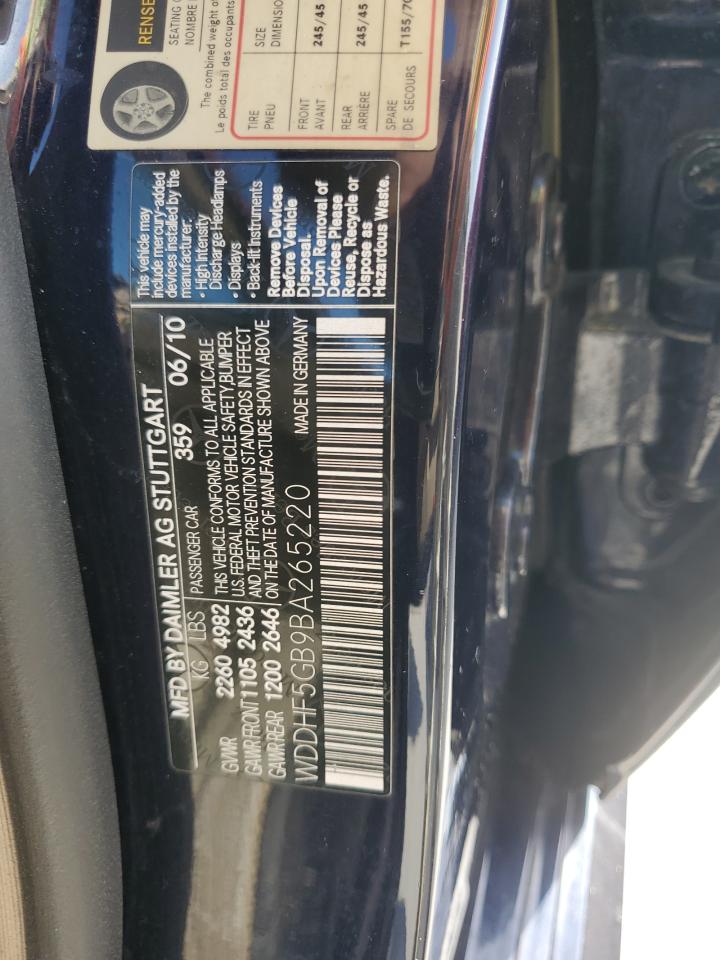 MFD BY DAIMLER AG STUTTGART
KG LBS PASSENGER CAR 359 06/10
GVWR 2260 4982 THIS VEHICLE CONFORMS TO ALL APPLICABLE
GAWR FRONT 1105 2436 U.S. FEDERAL MOTOR VEHICLE SAFETY, BUMPER
GAWR REAR 1200 2646 AND THEFT PREVENTION STANDARDS IN EFFECT
ON THE DATE OF MANUFACTURE SHOWN ABOVE
WDDHF5GB9BA265220 MADE IN GERMANY
This vehicle may
include mercury-added
devices installed by the
manufacturer:
• High Intensity
Discharge Headlamps
• Displays
• Back-lit Instruments
Remove Devices
Before Vehicle
Disposal.
Upon Removal of
Devices Please
Reuse, Recycle or
Dispose as
Hazardous Waste.
RENSE
SEATING
NOMBRE
The combined weight of
Le poids total des occupants
TIRE SIZE
PNEU DIMENSIO
FRONT 245/45
AVANT
REAR 245/45
ARRIÈRE
SPARE T155/70
DE SECOURS